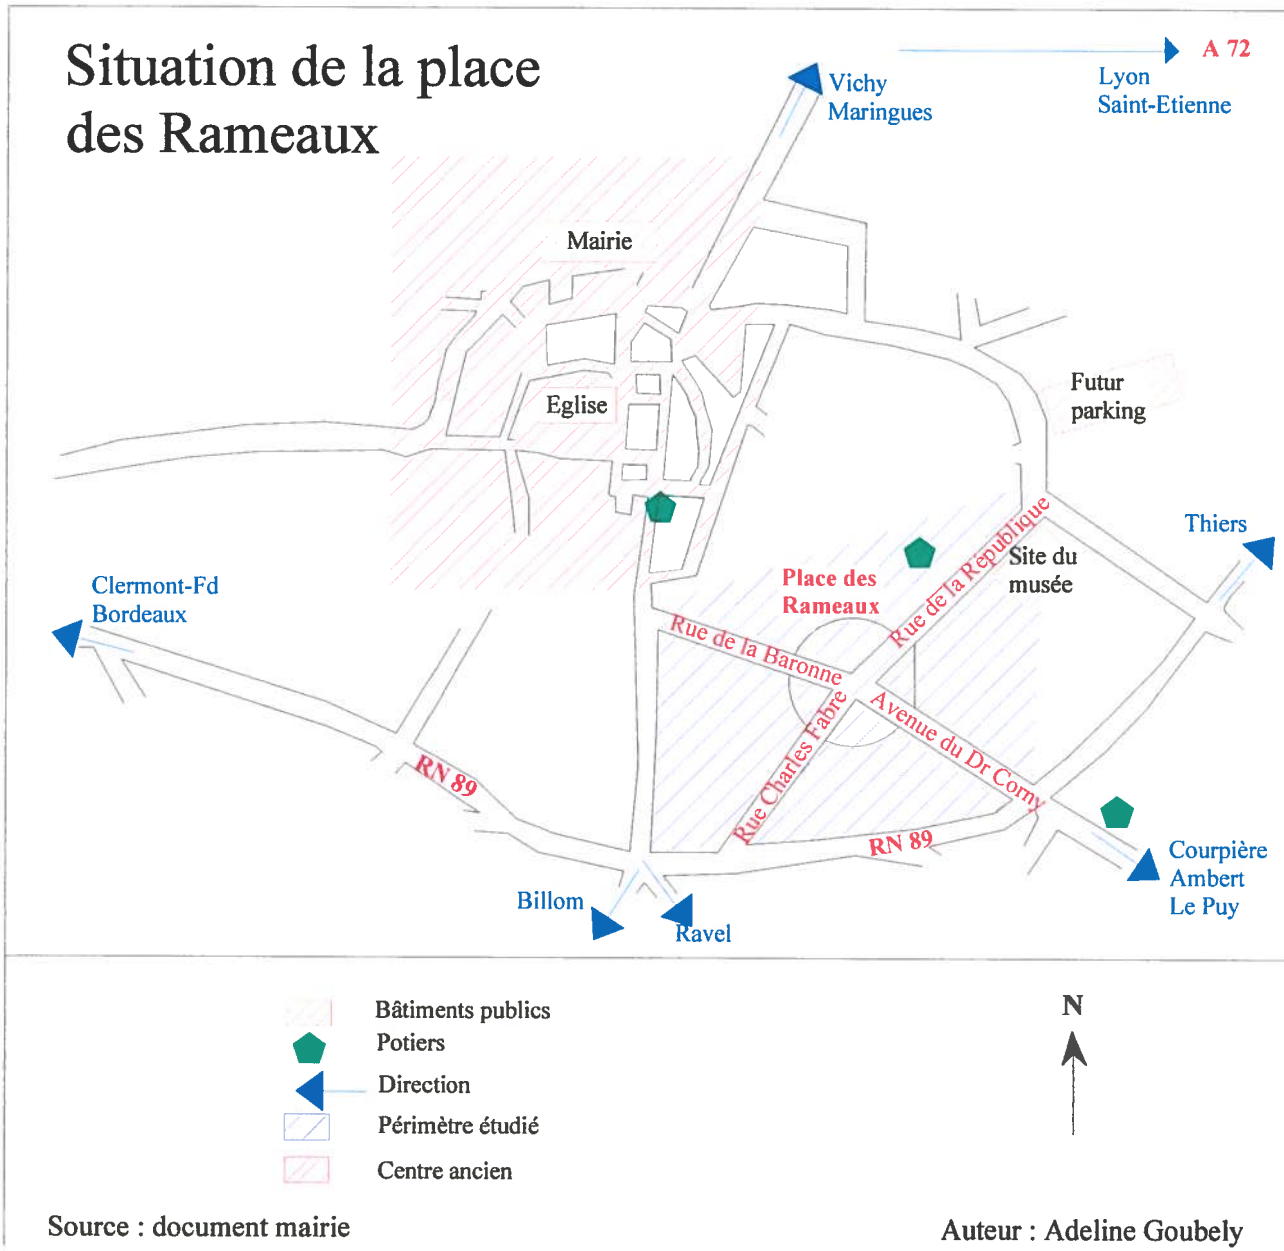 Situation de la place
des Rameaux
A 72
Lyon
Saint-Etienne
Vichy
Maringues
Mairie
Eglise
Futur
parking
Thiers
Clermont-Fd
Bordeaux
Place des
Rameaux
Rue de la République
Site du
musée
Rue de la Baronne
Avenue du Dr Corny
Rue Charles Fabre
RN 89
RN 89
Courpière
Ambert
Le Puy
Billom
Ravel
Bâtiments publics
Potiers
Direction
Périmètre étudié
Centre ancien
N
Source : document mairie
Auteur : Adeline Goubely